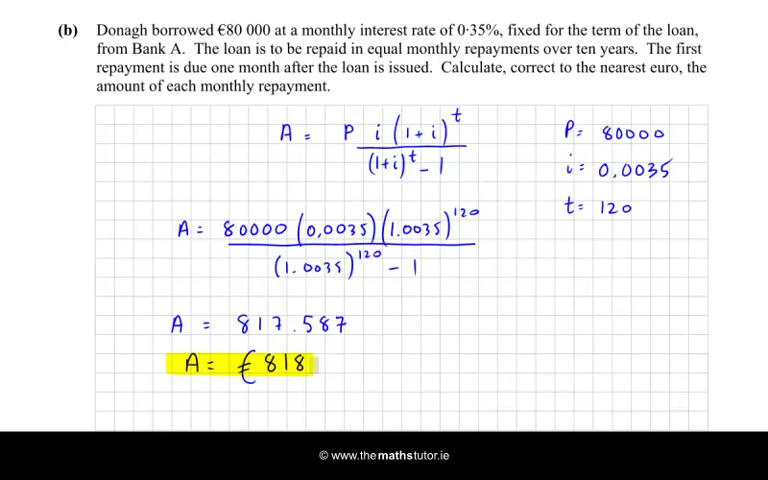 (b) Donagh borrowed €80 000 at a monthly interest rate of 0·35%, fixed for the term of the loan,
from Bank A. The loan is to be repaid in equal monthly repayments over ten years. The first
repayment is due one month after the loan is issued. Calculate, correct to the nearest euro, the
amount of each monthly repayment.
A = P i (1+i)^t / (1+i)^t - 1
P = 80000
i = 0,0035
t = 120
A = 80000 (0,0035)(1.0035)^120 / (1.0035)^120 - 1
A = 817.587
A = €818
© www.themathstutor.ie